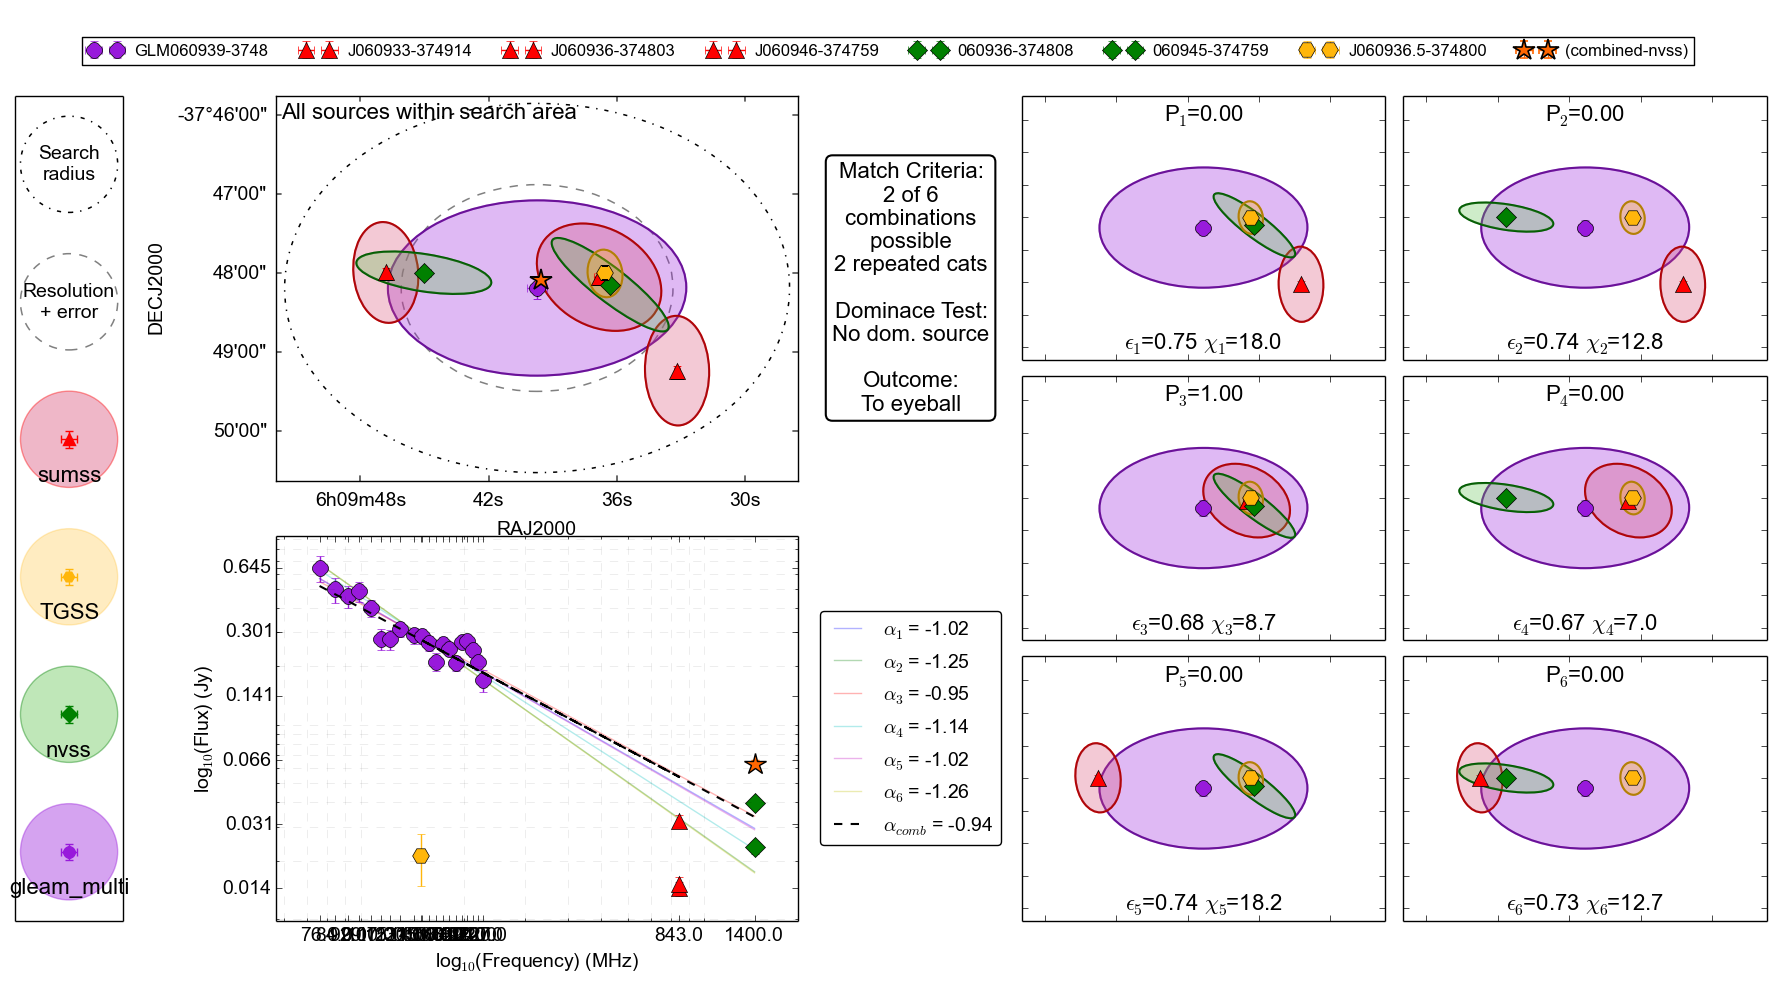 GLM060939-3748 J060933-374914 J060936-374803 J060946-374759 060936-374808 060945-374759 J060936.5-374800 (combined-nvss)
Search
radius
Resolution
+ error
sumss
TGSS
nvss
gleam_multi
All sources within search area
DECJ2000
-37°46'00"
47'00"
48'00"
49'00"
50'00"
6h09m48s 42s 36s 30s
RAJ2000
Match Criteria:
2 of 6
combinations
possible
2 repeated cats
Dominace Test:
No dom. source
Outcome:
To eyeball
log10(Flux) (Jy)
0.645
0.301
0.141
0.066
0.031
0.014
843.0 1400.0
log10(Frequency) (MHz)
α1 = -1.02
α2 = -1.25
α3 = -0.95
α4 = -1.14
α5 = -1.02
α6 = -1.26
αcomb = -0.94
P1=0.00
ϵ1=0.75 χ1=18.0
P2=0.00
ϵ2=0.74 χ2=12.8
P3=1.00
ϵ3=0.68 χ3=8.7
P4=0.00
ϵ4=0.67 χ4=7.0
P5=0.00
ϵ5=0.74 χ5=18.2
P6=0.00
ϵ6=0.73 χ6=12.7